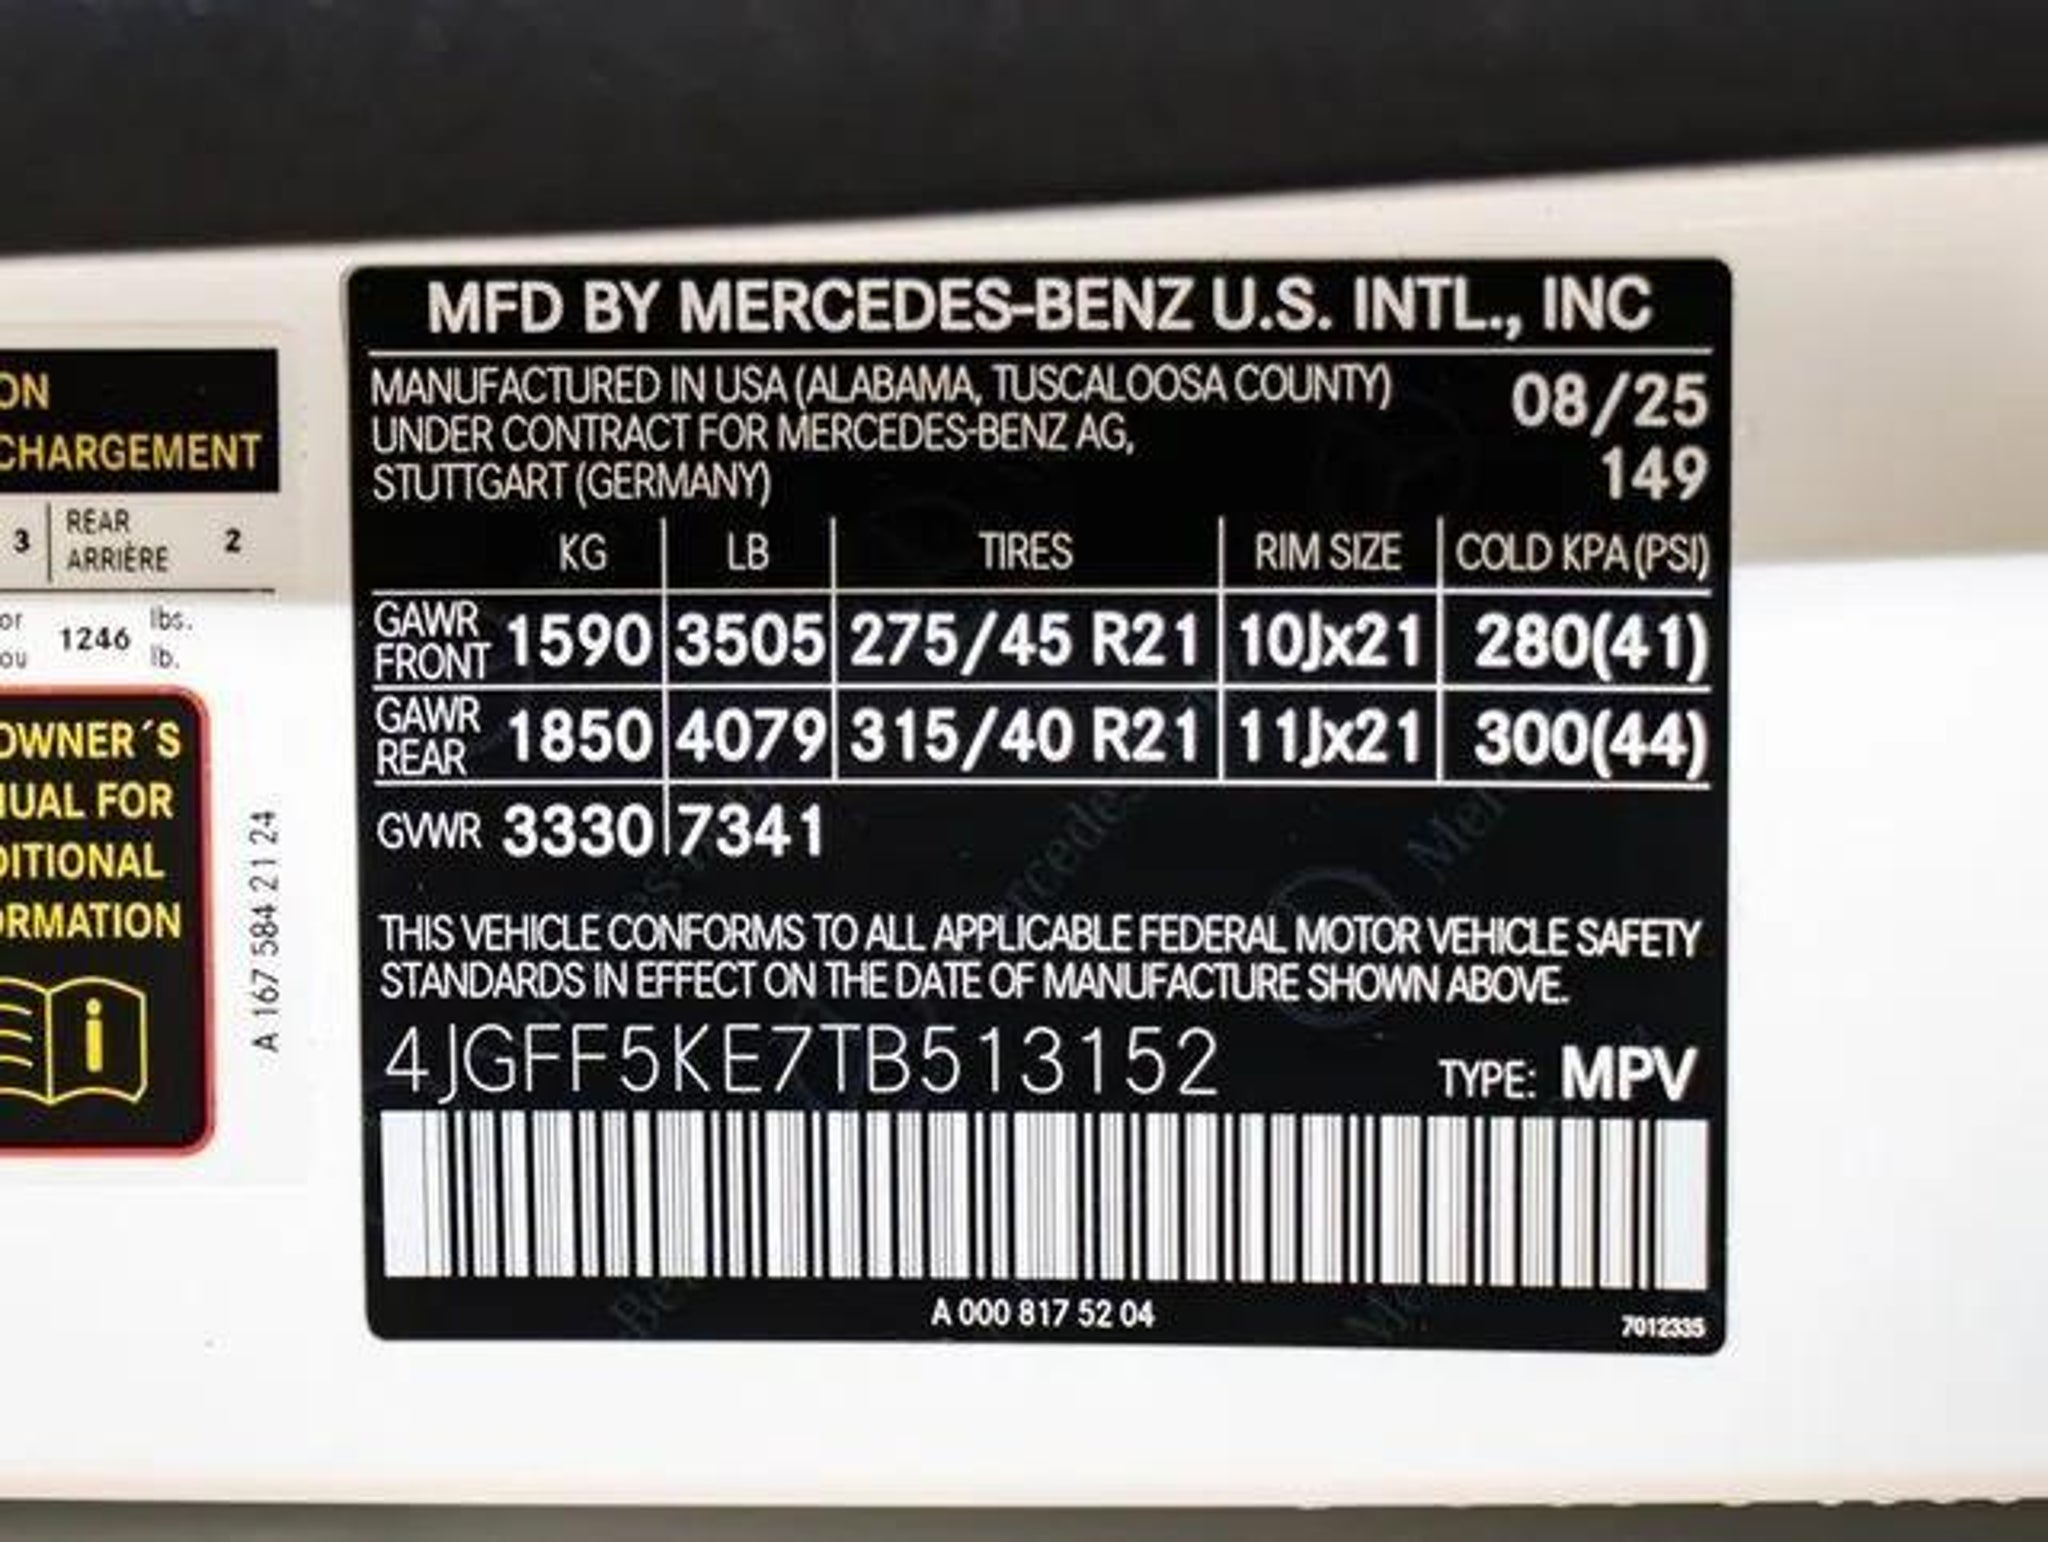 ON
CHARGEMENT
3 REAR 2
ARRIÈRE
or 1246 lbs.
ou lb.
OWNER´S
NUAL FOR
DITIONAL
ORMATION
A 167 584 21 24
MFD BY MERCEDES-BENZ U.S. INTL., INC
MANUFACTURED IN USA (ALABAMA, TUSCALOOSA COUNTY) 08/25
UNDER CONTRACT FOR MERCEDES-BENZ AG,
STUTTGART (GERMANY) 149
KG LB TIRES RIM SIZE COLD KPA (PSI)
GAWR FRONT 1590 3505 275/45 R21 10Jx21 280(41)
GAWR REAR 1850 4079 315/40 R21 11Jx21 300(44)
GVWR 3330 7341
THIS VEHICLE CONFORMS TO ALL APPLICABLE FEDERAL MOTOR VEHICLE SAFETY
STANDARDS IN EFFECT ON THE DATE OF MANUFACTURE SHOWN ABOVE.
4JGFF5KE7TB513152 TYPE: MPV
A 000 817 52 04
7012335